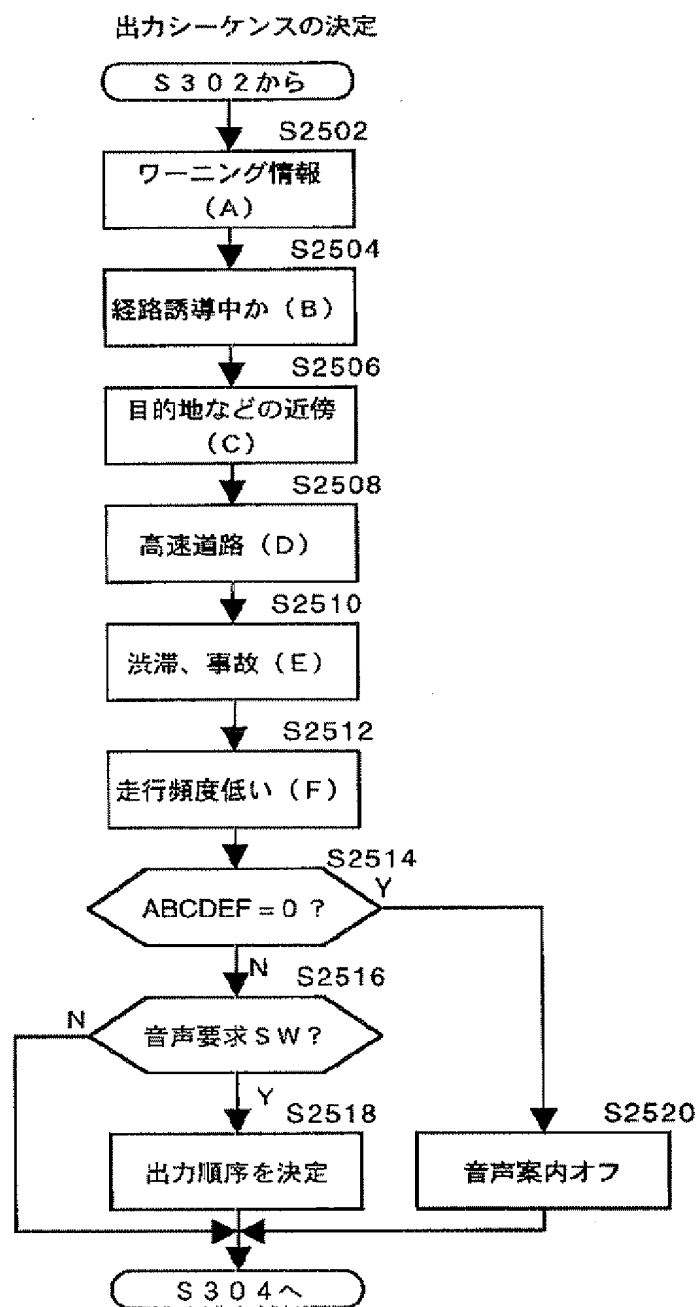 出力シーケンスの決定
S302から
S2502
ワーニング情報
(A)
S2504
経路誘導中か(B)
S2506
目的地などの近傍
(C)
S2508
高速道路(D)
S2510
渋滞、事故(E)
S2512
走行頻度低い(F)
S2514
ABCDEF=0?
Y
N
S2516
音声要求SW?
N
Y
S2518
出力順序を決定
S2520
音声案内オフ
S304へ